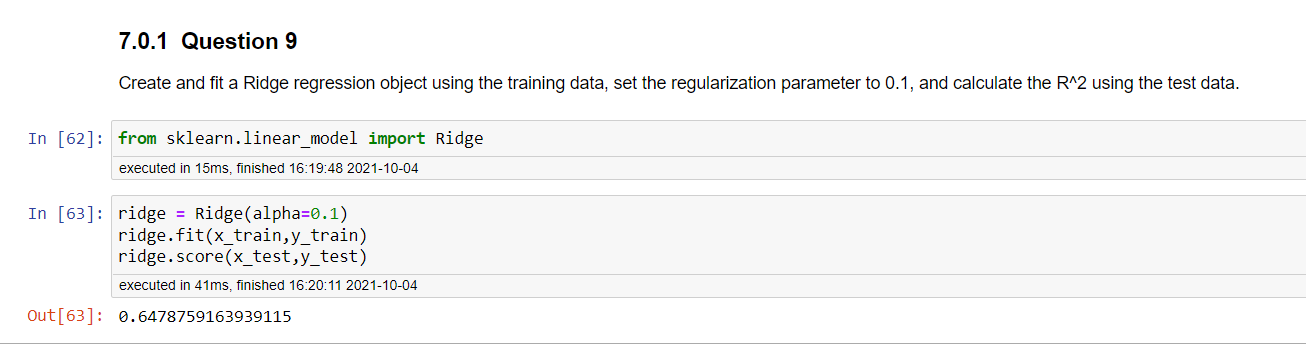 7.0.1 Question 9
Create and fit a Ridge regression object using the training data, set the regularization parameter to 0.1, and calculate the R^2 using the test data.
In [62]: from sklearn.linear_model import Ridge
executed in 15ms, finished 16:19:48 2021-10-04
In [63]: ridge = Ridge(alpha=0.1)
ridge.fit(x_train,y_train)
ridge.score(x_test,y_test)
executed in 41ms, finished 16:20:11 2021-10-04
Out[63]: 0.6478759163939115